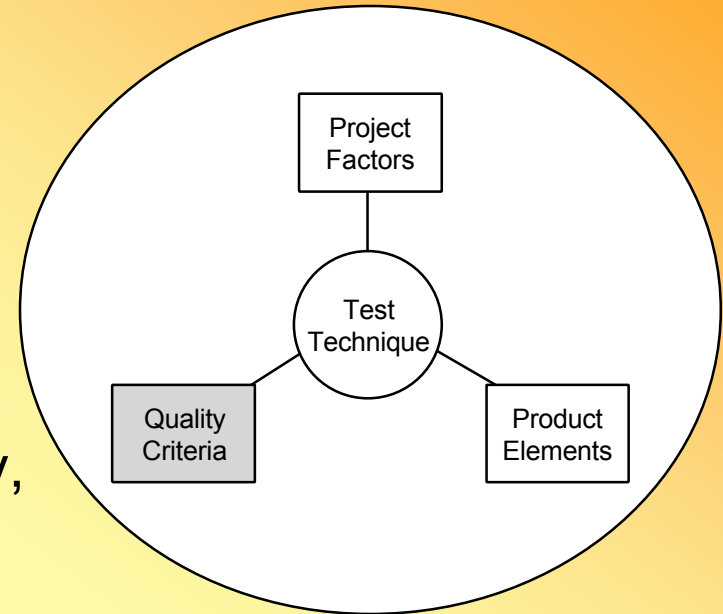 Project
Factors
Test
Technique
Quality
Criteria
Product
Elements